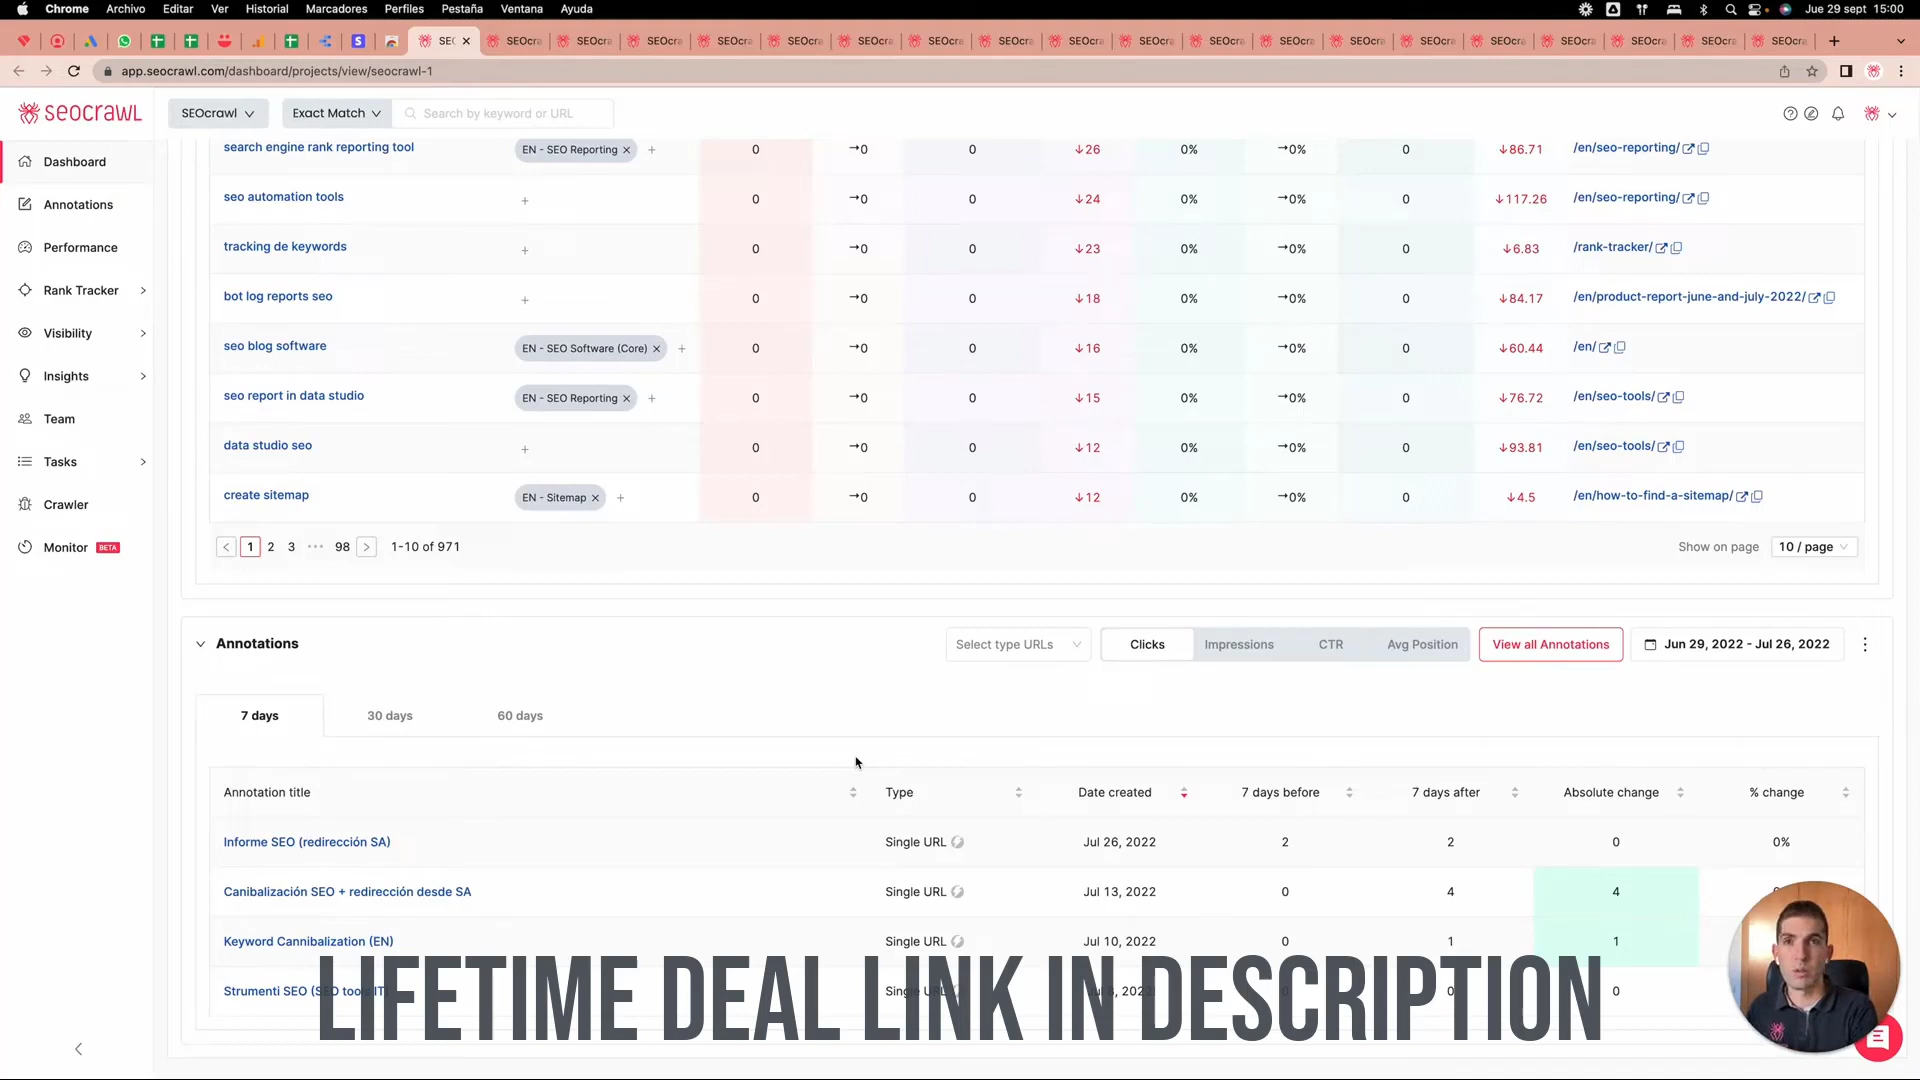 Chrome Archivo Editar Ver Historial Marcadores Perfiles Pestaña Ventana Ayuda Jue 29 sept 15:00
app.seocrawl.com/dashboard/projects/view/seocrawl-1
seocrawl SEOcrawl Exact Match Search by keyword or URL
Dashboard
Annotations
Performance
Rank Tracker
Visibility
Insights
Team
Tasks
Crawler
Monitor BETA
search engine rank reporting tool EN - SEO Reporting × + 0 →0 0 ↓26 0% →0% 0 ↓86.71 /en/seo-reporting/
seo automation tools + 0 →0 0 ↓24 0% →0% 0 ↓117.26 /en/seo-reporting/
tracking de keywords + 0 →0 0 ↓23 0% →0% 0 ↓6.83 /rank-tracker/
bot log reports seo + 0 →0 0 ↓18 0% →0% 0 ↓84.17 /en/product-report-june-and-july-2022/
seo blog software EN - SEO Software (Core) × + 0 →0 0 ↓16 0% →0% 0 ↓60.44 /en/
seo report in data studio EN - SEO Reporting × + 0 →0 0 ↓15 0% →0% 0 ↓76.72 /en/seo-tools/
data studio seo + 0 →0 0 ↓12 0% →0% 0 ↓93.81 /en/seo-tools/
create sitemap EN - Sitemap × + 0 →0 0 ↓12 0% →0% 0 ↓4.5 /en/how-to-find-a-sitemap/
< 1 2 3 ••• 98 > 1-10 of 971 Show on page 10 / page
Annotations Select type URLs Clicks Impressions CTR Avg Position View all Annotations Jun 29, 2022 - Jul 26, 2022
7 days 30 days 60 days
Annotation title Type Date created 7 days before 7 days after Absolute change % change
Informe SEO (redirección SA) Single URL Jul 26, 2022 2 2 0 0%
Canibalización SEO + redirección desde SA Single URL Jul 13, 2022 0 4 4
Keyword Cannibalization (EN) Single URL Jul 10, 2022 0 1 1
Strumenti SEO (SEO tools IT) Single URL 0
LIFETIME DEAL LINK IN DESCRIPTION